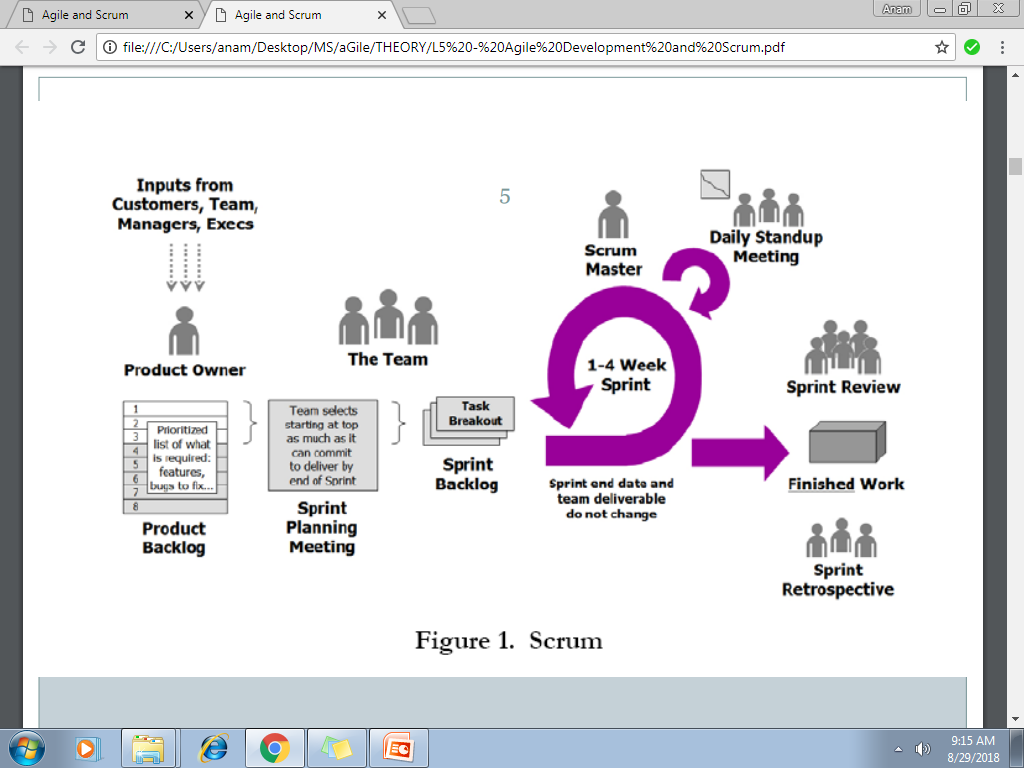 Agile and Scrum
Agile and Scrum
Anam
file:///C:/Users/anam/Desktop/MS/aGile/THEORY/L5%20-%20Agile%20Development%20and%20Scrum.pdf
5
Inputs from
Customers, Team,
Managers, Execs
Product Owner
The Team
Scrum
Master
Daily Standup
Meeting
1-4 Week
Sprint
Sprint Review
1
2
3
4
5
6
7
8
Prioritized
list of what
is required:
features,
bugs to fix...
Product
Backlog
Team selects
starting at top
as much as it
can commit
to deliver by
end of Sprint
Sprint
Planning
Meeting
Task
Breakout
Sprint
Backlog
Sprint end date and
team deliverable
do not change
Finished Work
Sprint
Retrospective
Figure 1. Scrum
9:15 AM
8/29/2018